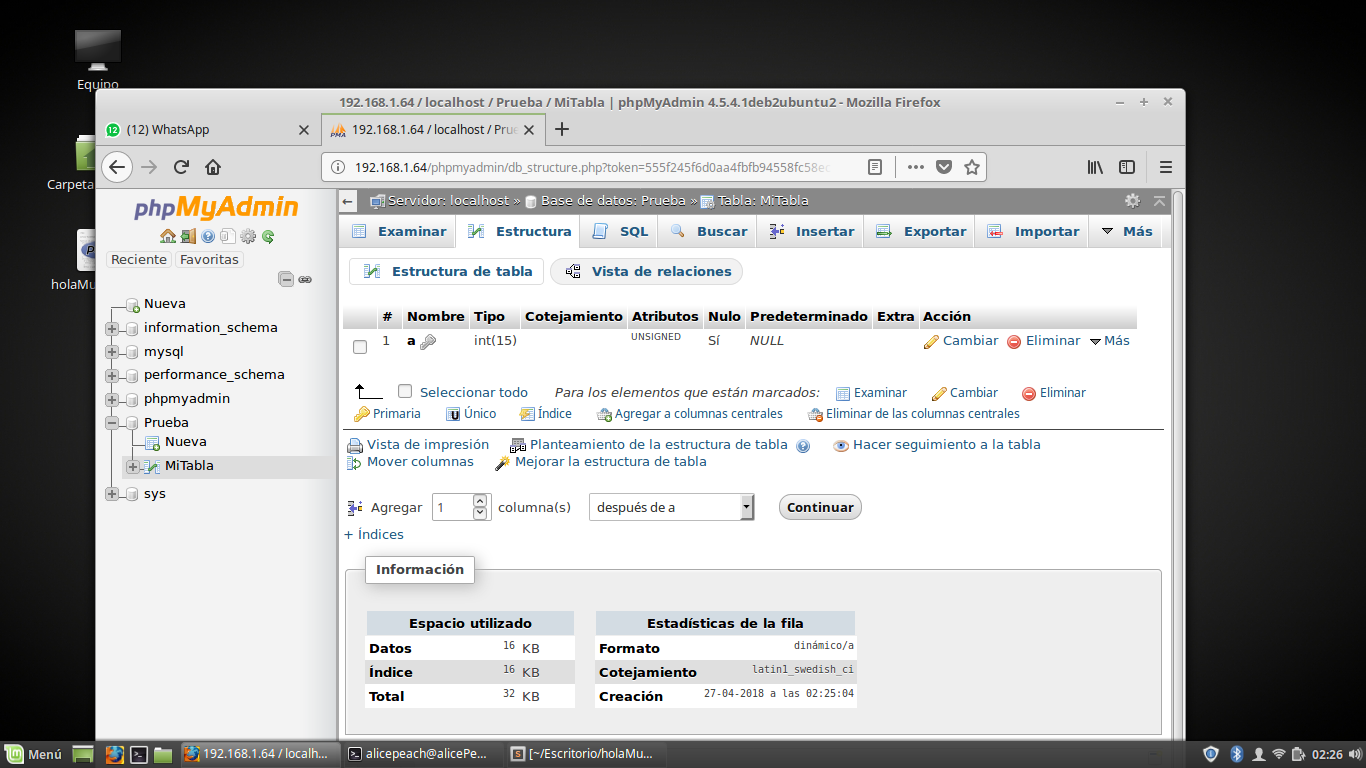 Equipo
192.168.1.64 / localhost / Prueba / MiTabla | phpMyAdmin 4.5.4.1deb2ubuntu2 - Mozilla Firefox
(12) WhatsApp
192.168.1.64 / localhost / Prue
192.168.1.64/phpmyadmin/db_structure.php?token=555f245f6d0aa4fbfb94558fc58ec
Carpeta
holaMu
phpMyAdmin
Reciente Favoritas
Nueva
information_schema
mysql
performance_schema
phpmyadmin
Prueba
Nueva
MiTabla
sys
Servidor: localhost » Base de datos: Prueba » Tabla: MiTabla
Examinar Estructura SQL Buscar Insertar Exportar Importar Más
Estructura de tabla Vista de relaciones
# Nombre Tipo Cotejamiento Atributos Nulo Predeterminado Extra Acción
1 a int(15) UNSIGNED Sí NULL Cambiar Eliminar Más
Seleccionar todo Para los elementos que están marcados: Examinar Cambiar Eliminar
Primaria Único Índice Agregar a columnas centrales Eliminar de las columnas centrales
Vista de impresión Planteamiento de la estructura de tabla Hacer seguimiento a la tabla
Mover columnas Mejorar la estructura de tabla
Agregar 1 columna(s) después de a Continuar
+ Índices
Información
Espacio utilizado
Datos 16 KB
Índice 16 KB
Total 32 KB
Estadísticas de la fila
Formato dinámico/a
Cotejamiento latin1_swedish_ci
Creación 27-04-2018 a las 02:25:04
Menú 192.168.1.64 / localh... alicepeach@alicePe... [~/Escritorio/holaMu... 02:26